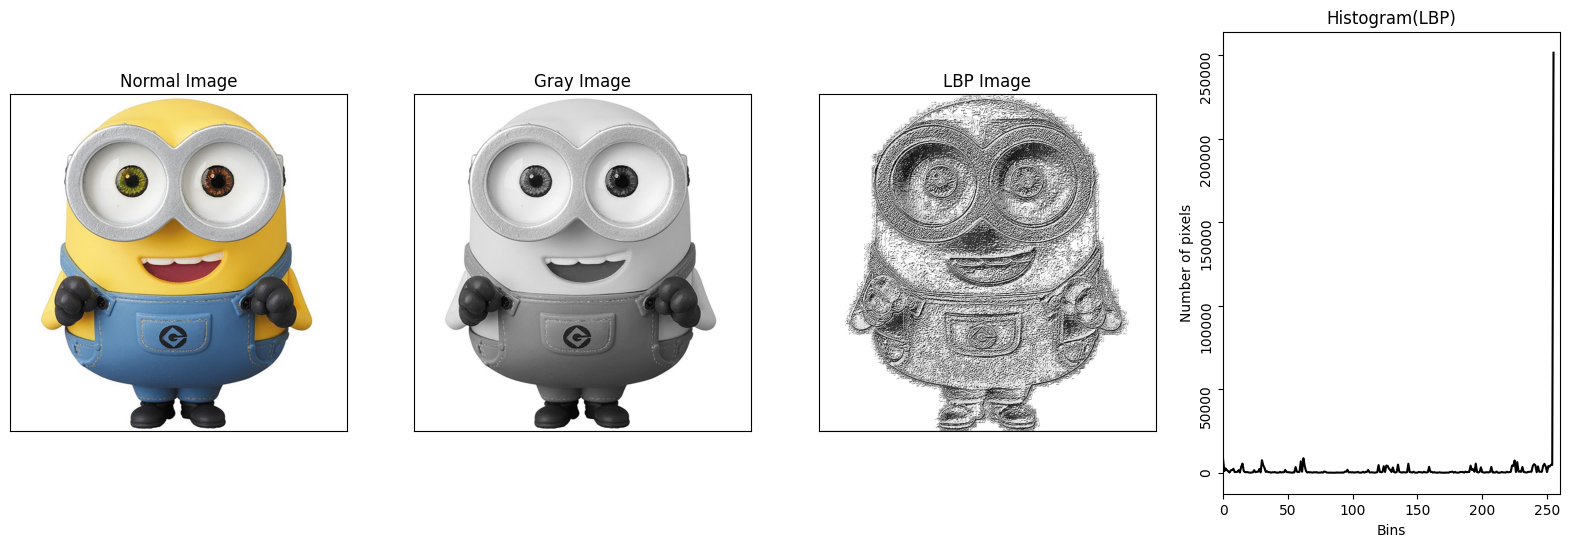 Normal Image
Gray Image
LBP Image
Histogram(LBP)
Number of pixels
250000
200000
150000
100000
50000
0
0 50 100 150 200 250
Bins